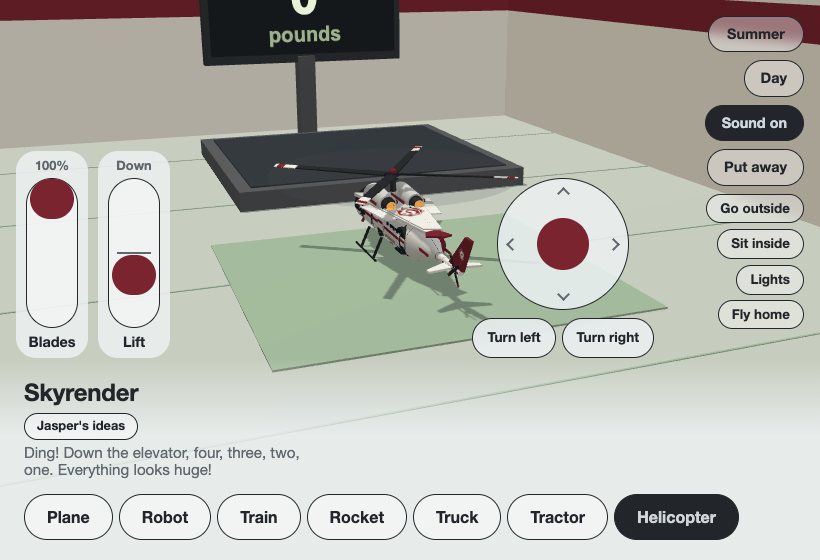 0
pounds
Summer
Day
Sound on
Put away
Go outside
Sit inside
Lights
Fly home
100%
Down
Blades
Lift
Turn left
Turn right
Skyrender
Jasper's ideas
Ding! Down the elevator, four, three, two,
one. Everything looks huge!
Plane
Robot
Train
Rocket
Truck
Tractor
Helicopter